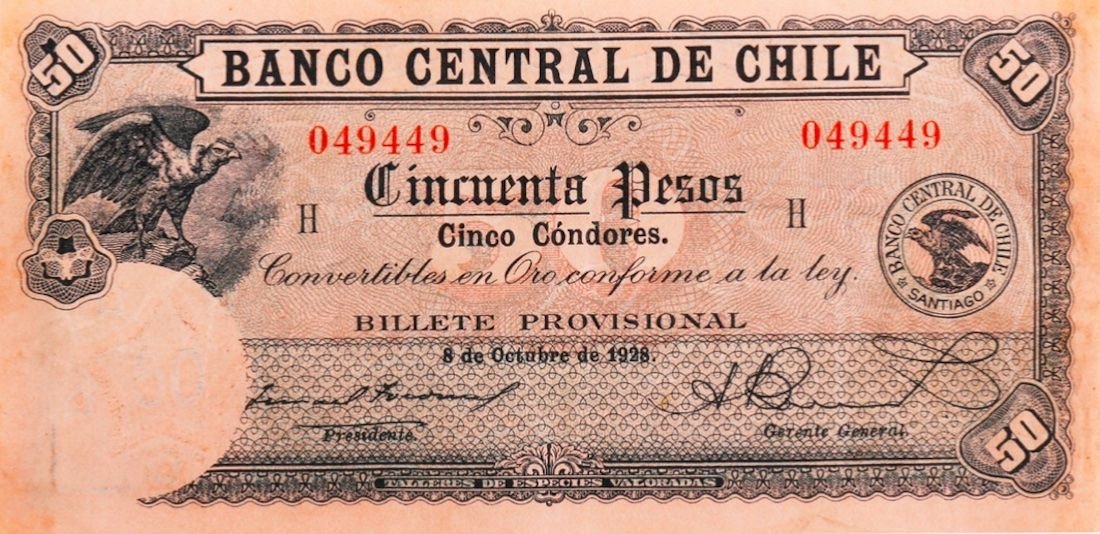 50
BANCO CENTRAL DE CHILE
50
049449
049449
Cincuenta Pesos
H
H
Cinco Cóndores.
Convertibles en Oro, conforme a la ley.
BANCO CENTRAL DE CHILE
SANTIAGO
BILLETE PROVISIONAL
8 de Octubre de 1928.
Presidente.
Gerente General.
50
TALLERES DE ESPECIES VALORADAS